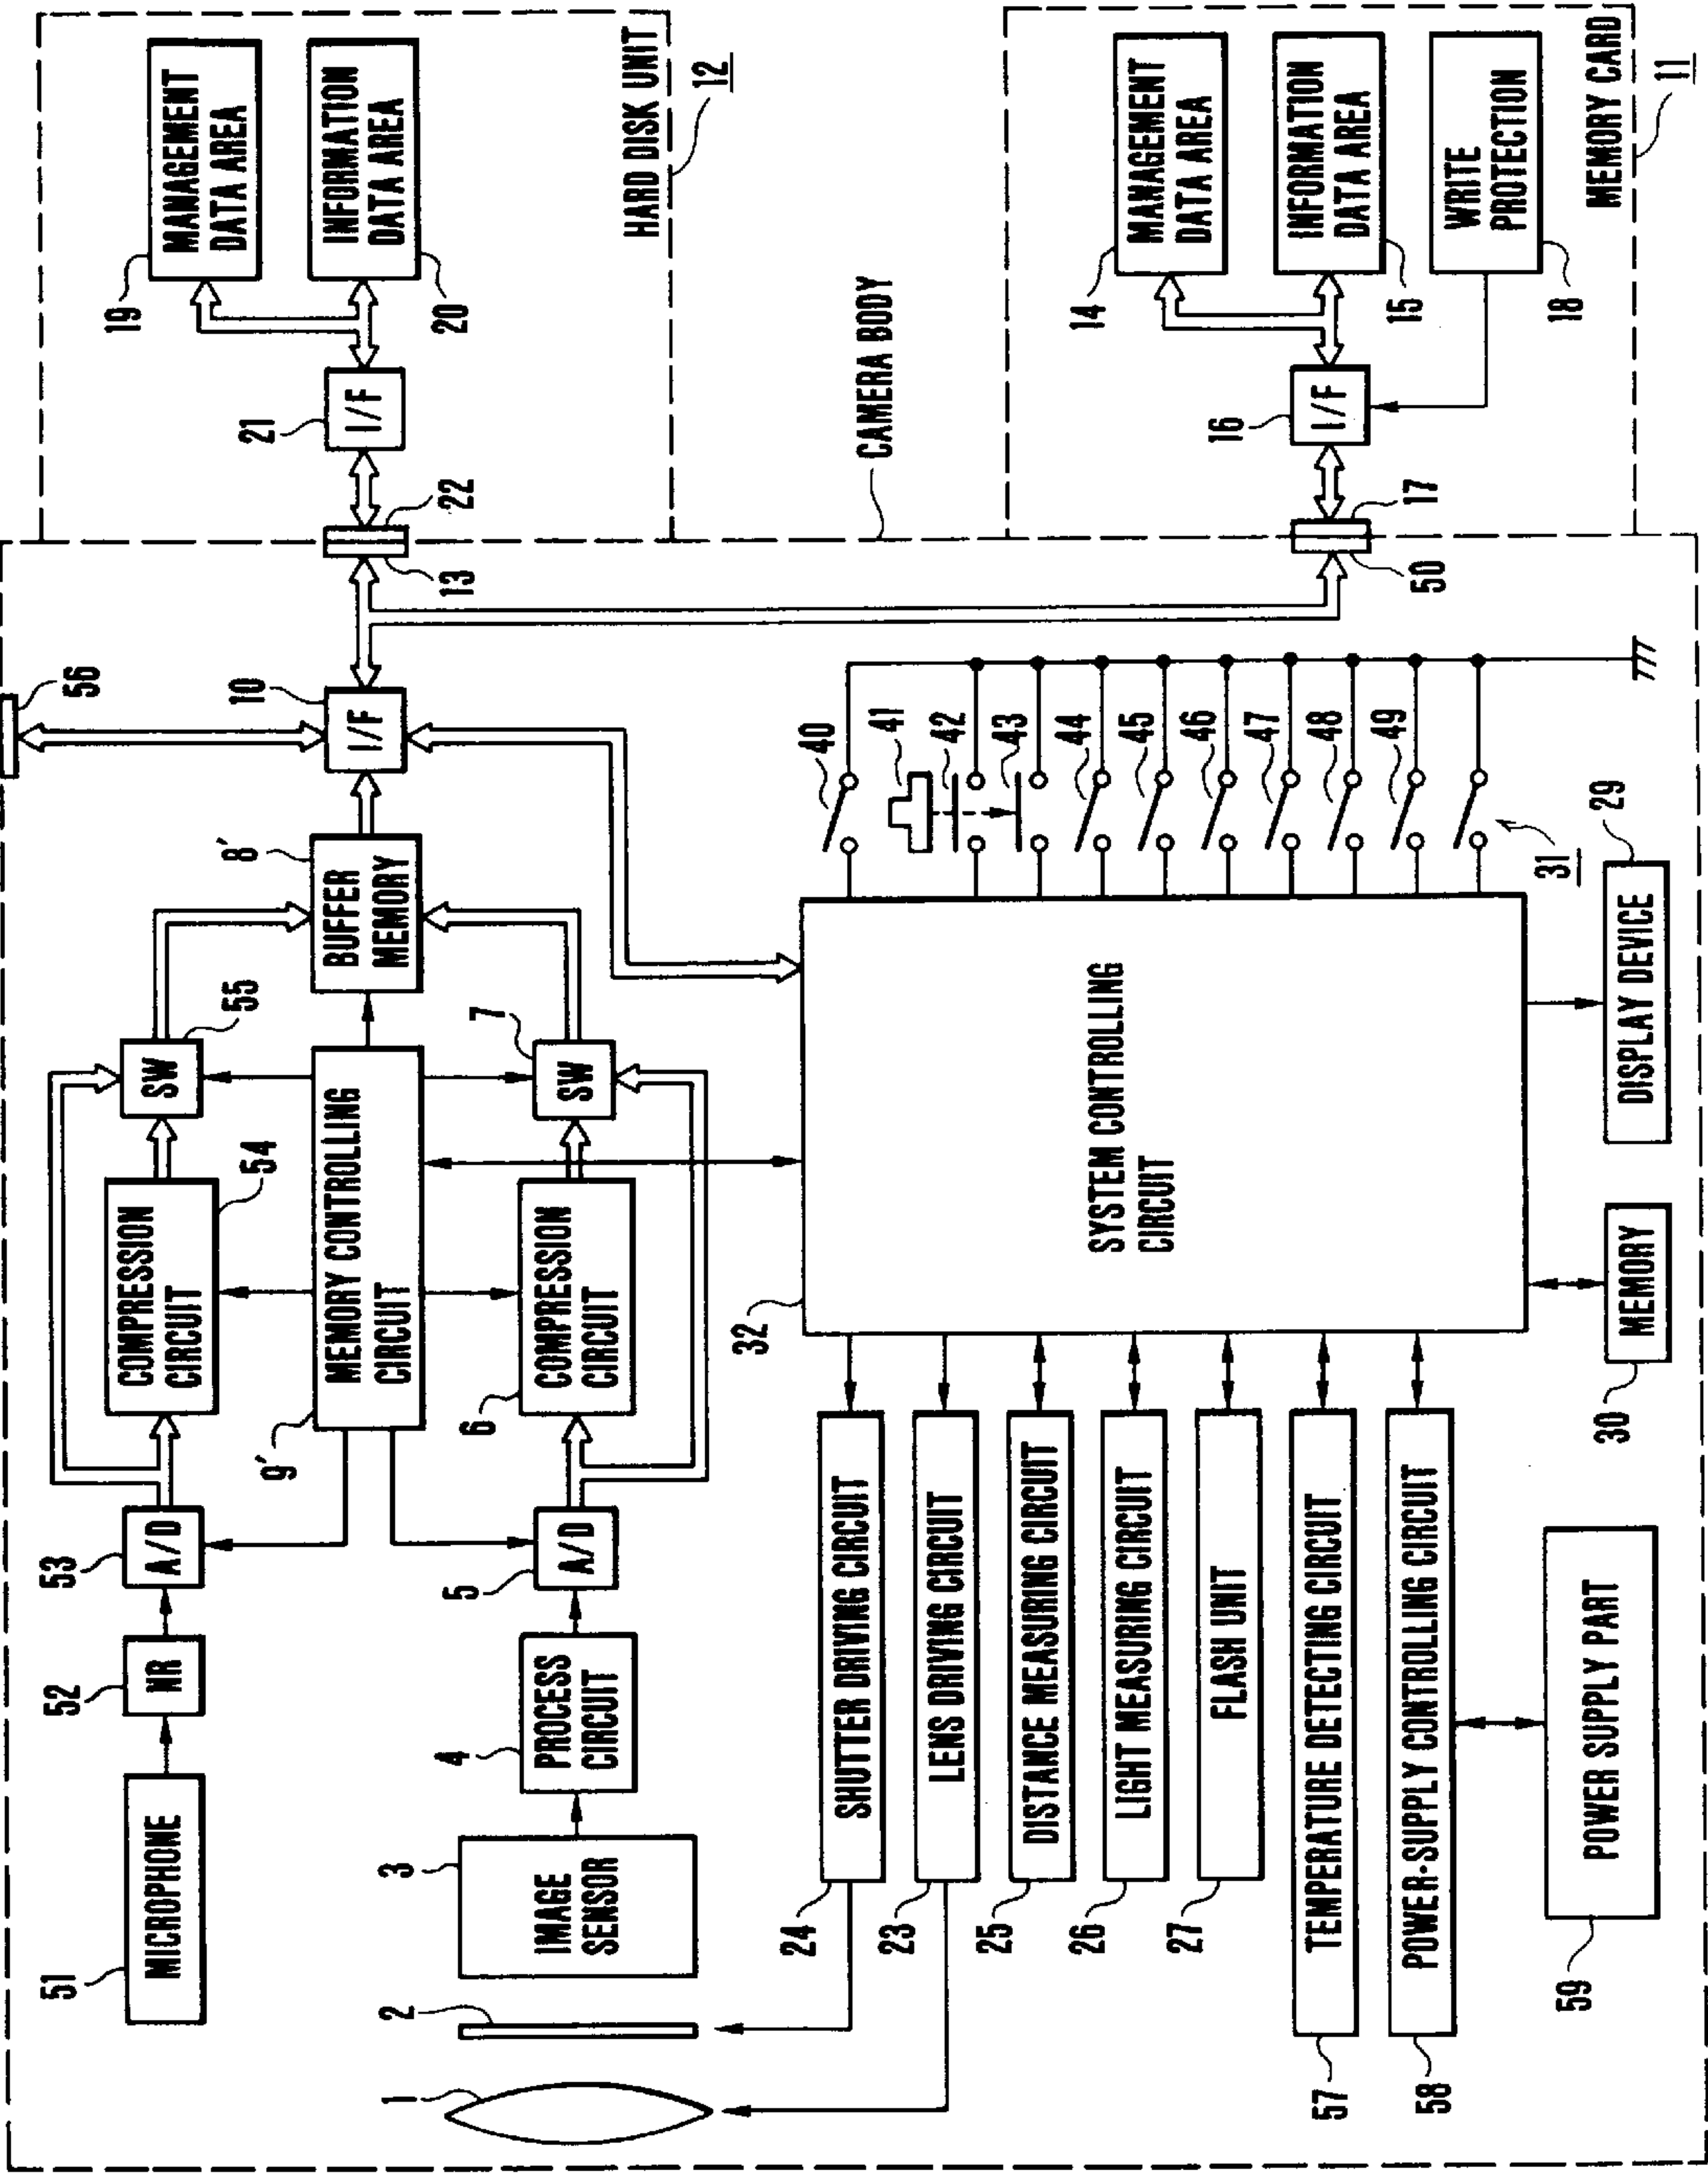 51
MICROPHONE
52
NR
53
A/D
COMPRESSION
CIRCUIT
54
SW
55
9'
MEMORY CONTROLLING
CIRCUIT
BUFFER
MEMORY
8'
56
10
I/F
13
22
21
I/F
19
MANAGEMENT
DATA AREA
INFORMATION
DATA AREA
20
HARD DISK UNIT
12
1
2
3
IMAGE
SENSOR
4
PROCESS
CIRCUIT
5
A/D
6
COMPRESSION
CIRCUIT
7
SW
CAMERA BODY
24
SHUTTER DRIVING CIRCUIT
23
LENS DRIVING CIRCUIT
25
DISTANCE MEASURING CIRCUIT
26
LIGHT MEASURING CIRCUIT
27
FLASH UNIT
57
TEMPERATURE DETECTING CIRCUIT
58
POWER-SUPPLY CONTROLLING CIRCUIT
59
POWER SUPPLY PART
32
SYSTEM CONTROLLING
CIRCUIT
30
MEMORY
DISPLAY DEVICE
29
40
41
42
43
44
45
46
47
48
49
31
50
17
16
I/F
14
MANAGEMENT
DATA AREA
INFORMATION
DATA AREA
15
WRITE
PROTECTION
18
MEMORY CARD
11